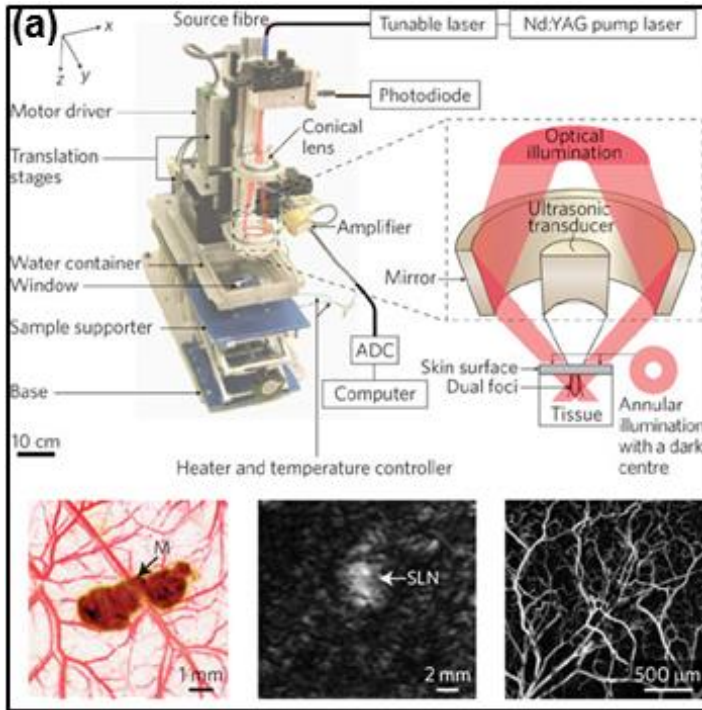 (a)
x
y
z
Source fibre
Tunable laser
Nd:YAG pump laser
Photodiode
Motor driver
Conical
lens
Translation
stages
Optical
illumination
Ultrasonic
transducer
Amplifier
Water container
Window
Mirror
Sample supporter
ADC
Skin surface
Dual foci
Computer
Base
Tissue
Annular
illumination
with a dark
centre
10 cm
Heater and temperature controller
M
1 mm
SLN
2 mm
500 µm